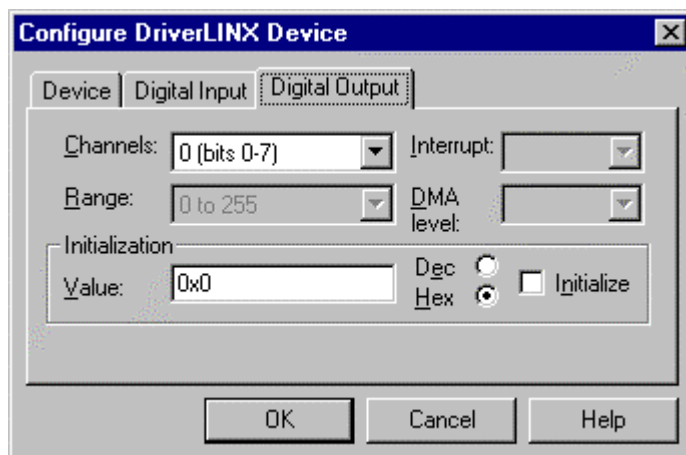 Configure DriverLINX Device
Device Digital Input Digital Output
Channels: 0 (bits 0-7) Interrupt:
Range: 0 to 255 DMA level:
Initialization
Value: 0x0 Dec Hex Initialize
OK Cancel Help